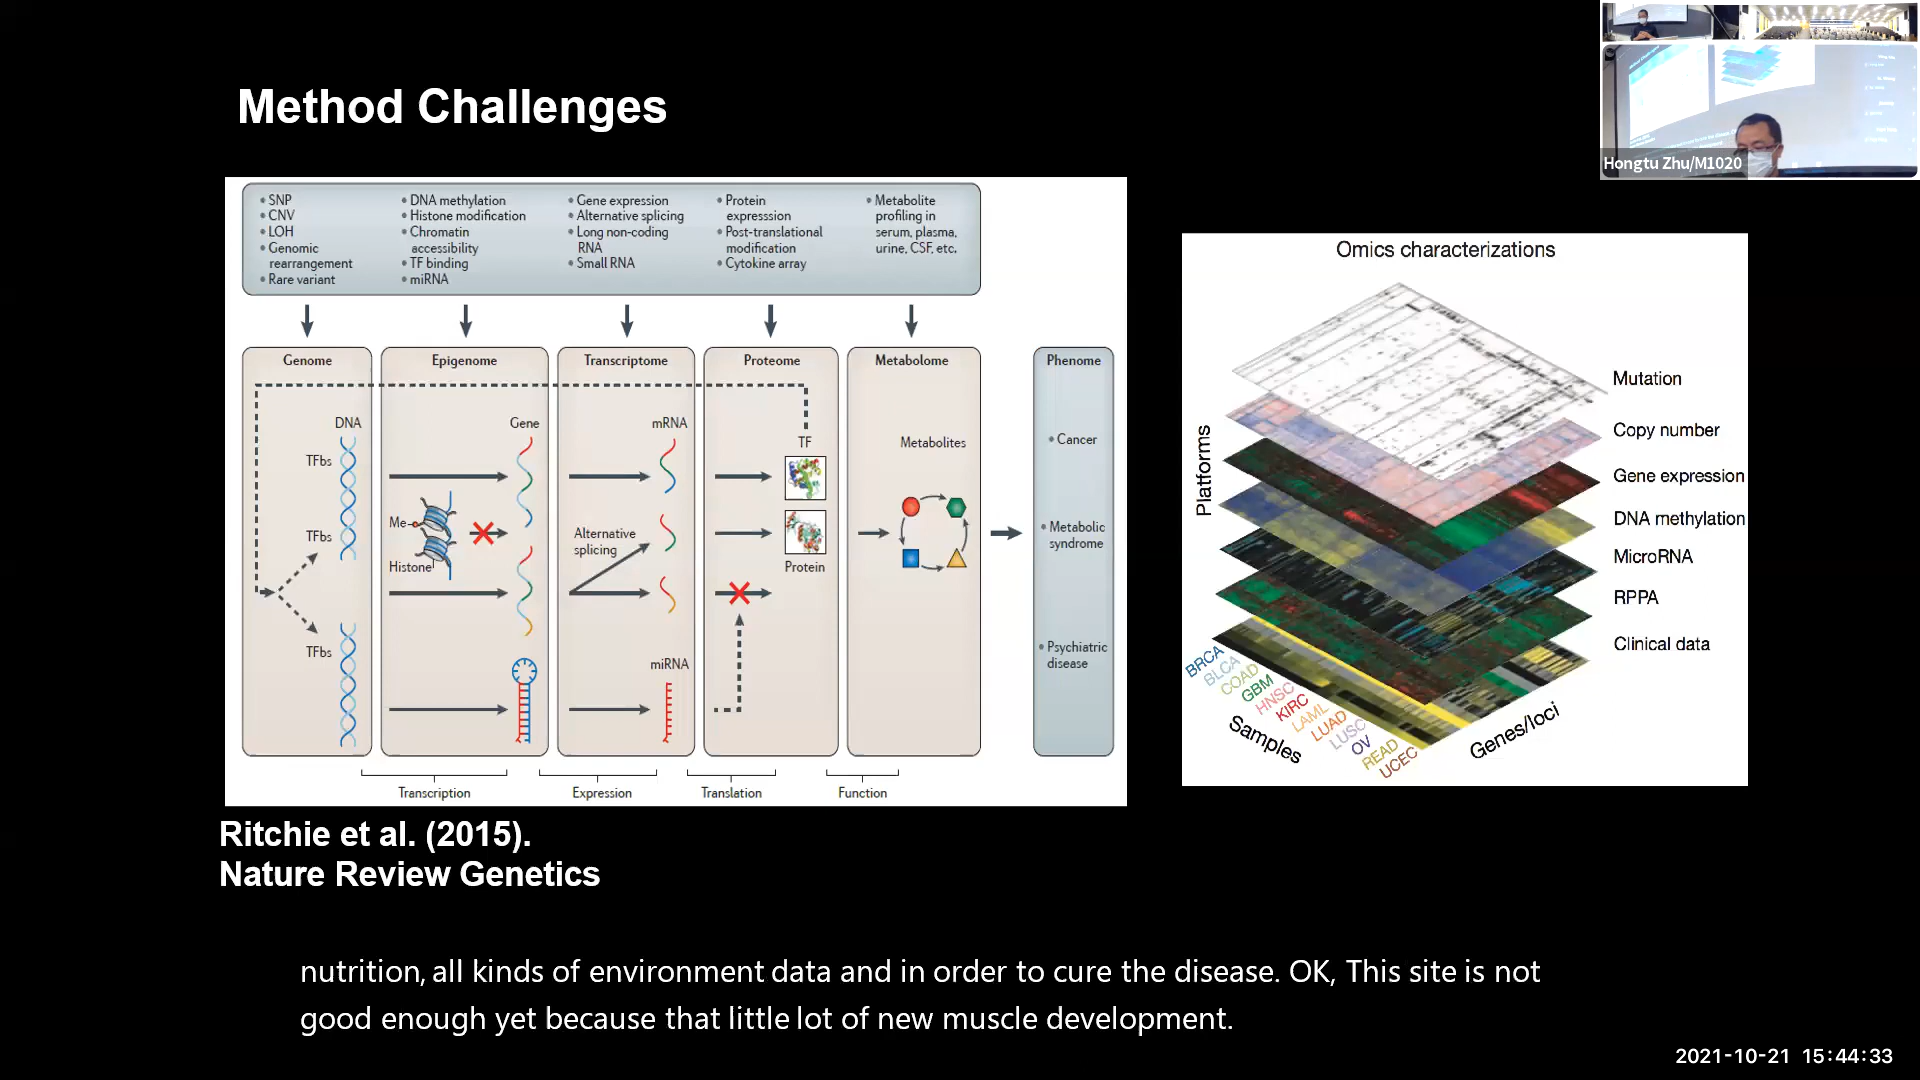 Method Challenges
Hongtu Zhu/M1020
• SNP
• CNV
• LOH
• Genomic
rearrangement
• Rare variant
• DNA methylation
• Histone modification
• Chromatin
accessibility
• TF binding
• miRNA
• Gene expression
• Alternative splicing
• Long non-coding
RNA
• Small RNA
• Protein
expresssion
• Post-translational
modification
• Cytokine array
• Metabolite
profiling in
serum, plasma,
urine, CSF, etc.
Genome
Epigenome
Transcriptome
Proteome
Metabolome
Phenome
DNA
TFbs
TFbs
TFbs
Gene
Me
Histone
mRNA
Alternative
splicing
miRNA
TF
Protein
Metabolites
• Cancer
• Metabolic
syndrome
• Psychiatric
disease
Transcription
Expression
Translation
Function
Omics characterizations
Platforms
Mutation
Copy number
Gene expression
DNA methylation
MicroRNA
RPPA
Clinical data
BRCA
BLCA
COAD
GBM
HNSC
KIRC
LAML
LUAD
LUSC
OV
READ
UCEC
Samples
Genes/loci
Ritchie et al. (2015).
Nature Review Genetics
nutrition, all kinds of environment data and in order to cure the disease. OK, This site is not
good enough yet because that little lot of new muscle development.
2021-10-21 15:44:33